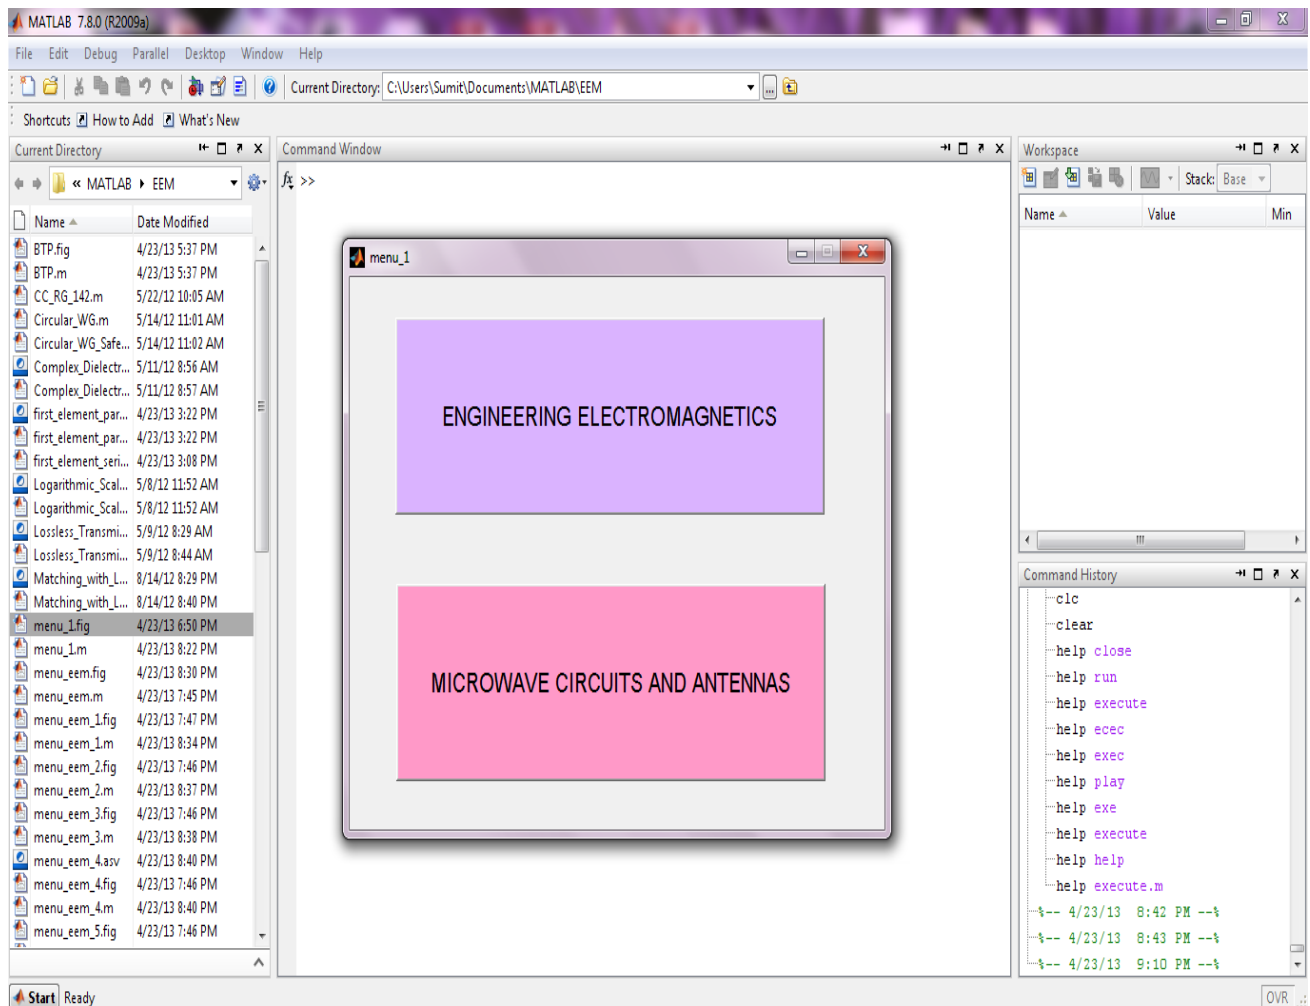 MATLAB 7.8.0 (R2009a)
File Edit Debug Parallel Desktop Window Help
Current Directory: C:\Users\Sumit\Documents\MATLAB\EEM
Shortcuts How to Add What's New
Current Directory
« MATLAB EEM
Name Date Modified
BTP.fig 4/23/13 5:37 PM
BTP.m 4/23/13 5:37 PM
CC_RG_142.m 5/22/12 10:05 AM
Circular_WG.m 5/14/12 11:01 AM
Circular_WG_Safe... 5/14/12 11:02 AM
Complex_Dielectr... 5/11/12 8:56 AM
Complex_Dielectr... 5/11/12 8:57 AM
first_element_par... 4/23/13 3:22 PM
first_element_par... 4/23/13 3:22 PM
first_element_seri... 4/23/13 3:08 PM
Logarithmic_Scal... 5/8/12 11:52 AM
Logarithmic_Scal... 5/8/12 11:52 AM
Lossless_Transmi... 5/9/12 8:29 AM
Lossless_Transmi... 5/9/12 8:44 AM
Matching_with_L... 8/14/12 8:29 PM
Matching_with_L... 8/14/12 8:40 PM
menu_1.fig 4/23/13 6:50 PM
menu_1.m 4/23/13 8:22 PM
menu_eem.fig 4/23/13 8:30 PM
menu_eem.m 4/23/13 7:45 PM
menu_eem_1.fig 4/23/13 7:47 PM
menu_eem_1.m 4/23/13 8:34 PM
menu_eem_2.fig 4/23/13 7:46 PM
menu_eem_2.m 4/23/13 8:37 PM
menu_eem_3.fig 4/23/13 7:46 PM
menu_eem_3.m 4/23/13 8:38 PM
menu_eem_4.asv 4/23/13 8:40 PM
menu_eem_4.fig 4/23/13 7:46 PM
menu_eem_4.m 4/23/13 8:40 PM
menu_eem_5.fig 4/23/13 7:46 PM
Command Window
fx >>
menu_1
ENGINEERING ELECTROMAGNETICS
MICROWAVE CIRCUITS AND ANTENNAS
Workspace
Stack: Base
Name Value Min
Command History
clc
clear
help close
help run
help execute
help ecec
help exec
help play
help exe
help execute
help help
help execute.m
%-- 4/23/13 8:42 PM --%
%-- 4/23/13 8:43 PM --%
%-- 4/23/13 9:10 PM --%
Start Ready
OVR